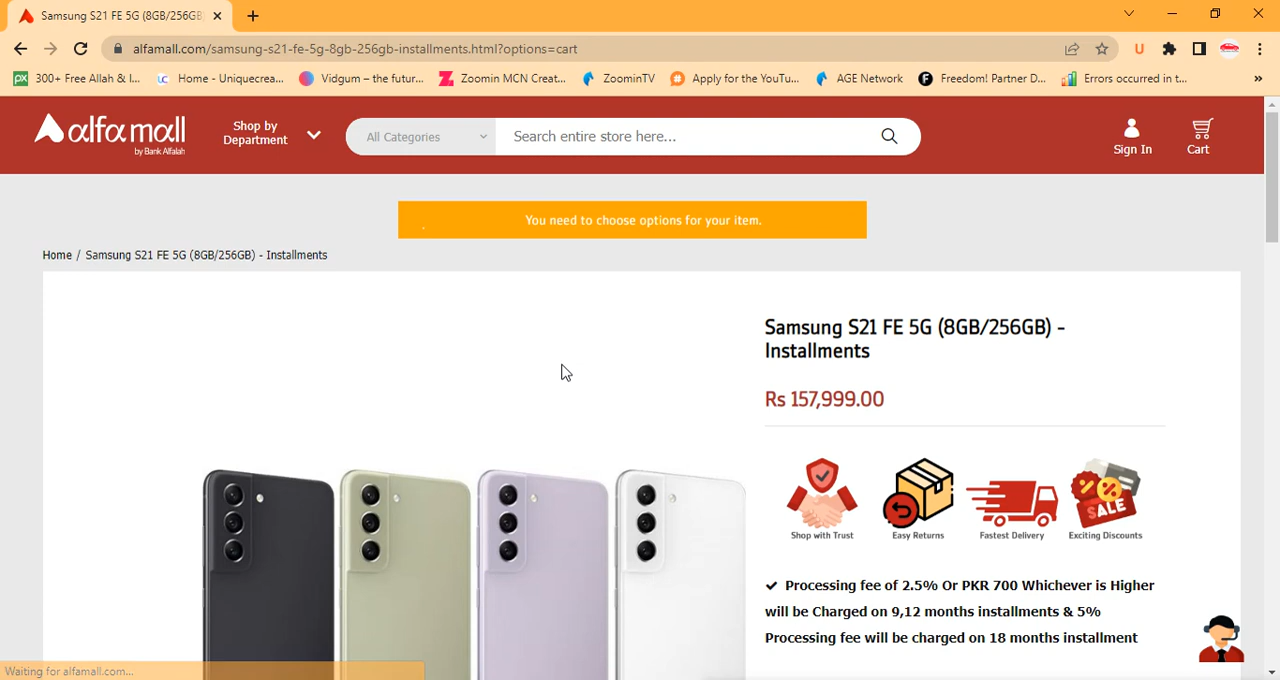 Samsung S21 FE 5G (8GB/256GB)
alfamall.com/samsung-s21-fe-5g-8gb-256gb-installments.html?options=cart
300+ Free Allah & I...
Home - Uniquecrea...
Vidgum – the futur...
Zoomin MCN Creat...
ZoominTV
Apply for the YouTu...
AGE Network
Freedom! Partner D...
Errors occurred in t...
alfa mall
by Bank Alfalah
Shop by
Department
All Categories
Search entire store here...
Sign In
Cart
You need to choose options for your item.
Home / Samsung S21 FE 5G (8GB/256GB) - Installments
Samsung S21 FE 5G (8GB/256GB) -
Installments
Rs 157,999.00
SALE
Shop with Trust
Easy Returns
Fastest Delivery
Exciting Discounts
✔ Processing fee of 2.5% Or PKR 700 Whichever is Higher
will be Charged on 9,12 months installments & 5%
Processing fee will be charged on 18 months installment
Waiting for alfamall.com...